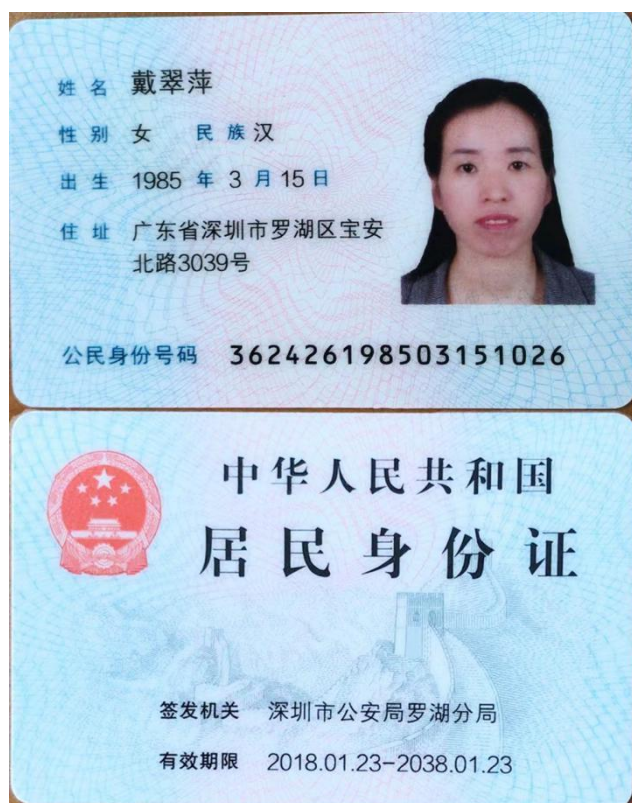 姓名 戴翠萍
性别 女 民族 汉
出生 1985 年 3 月 15 日
住址 广东省深圳市罗湖区宝安
北路3039号
公民身份号码 362426198503151026
中华人民共和国
居民身份证
签发机关 深圳市公安局罗湖分局
有效期限 2018.01.23-2038.01.23